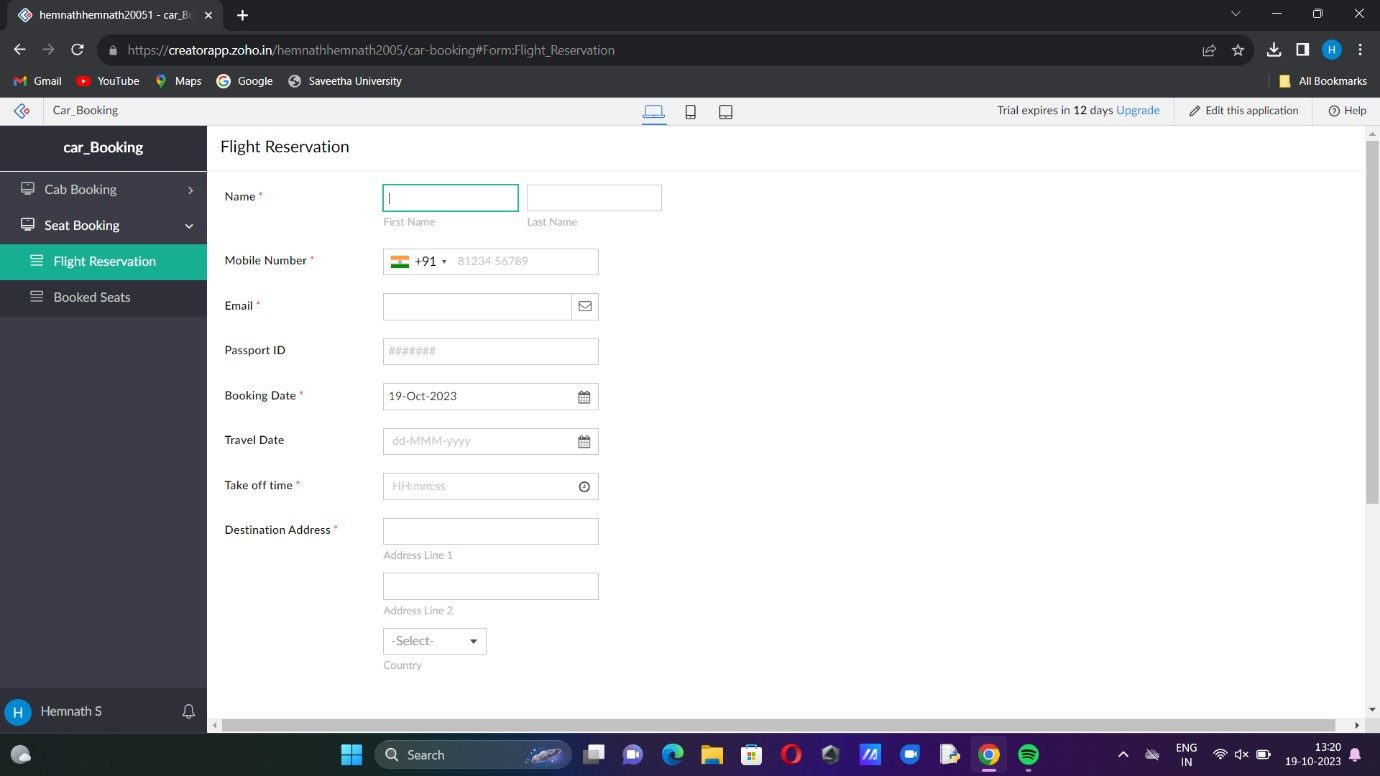 hemnathhemnath20051 - car_Bo
https://creatorapp.zoho.in/hemnathhemnath2005/car-booking#Form:Flight_Reservation
H
Gmail YouTube Maps Google Saveetha University All Bookmarks
Car_Booking Trial expires in 12 days Upgrade Edit this application Help
car_Booking
Cab Booking
Seat Booking
Flight Reservation
Booked Seats
Flight Reservation
Name *
First Name Last Name
Mobile Number * +91 81234 56789
Email *
Passport ID #######
Booking Date * 19-Oct-2023
Travel Date dd-MMM-yyyy
Take off time * HH:mm:ss
Destination Address *
Address Line 1
Address Line 2
-Select-
Country
H Hemnath S
Search
ENG
IN
13:20
19-10-2023